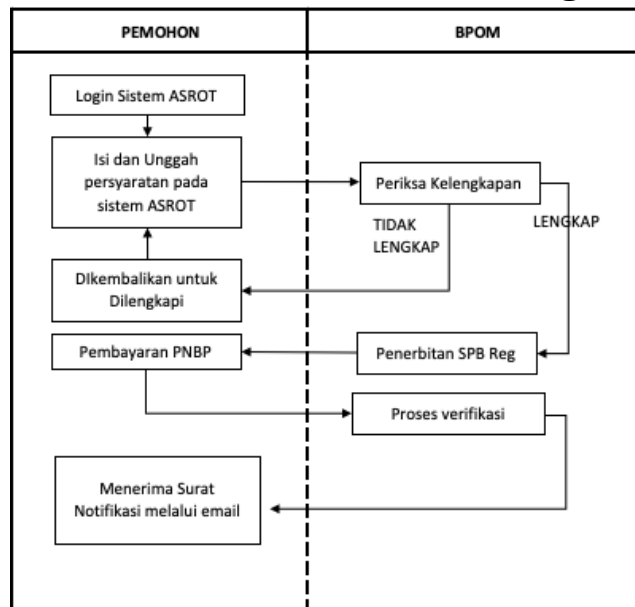 PEMOHON
BPOM
Login Sistem ASROT
Isi dan Unggah
persyaratan pada
sistem ASROT
Periksa Kelengkapan
TIDAK
LENGKAP
LENGKAP
DIkembalikan untuk
Dilengkapi
Pembayaran PNBP
Penerbitan SPB Reg
Proses verifikasi
Menerima Surat
Notifikasi melalui email